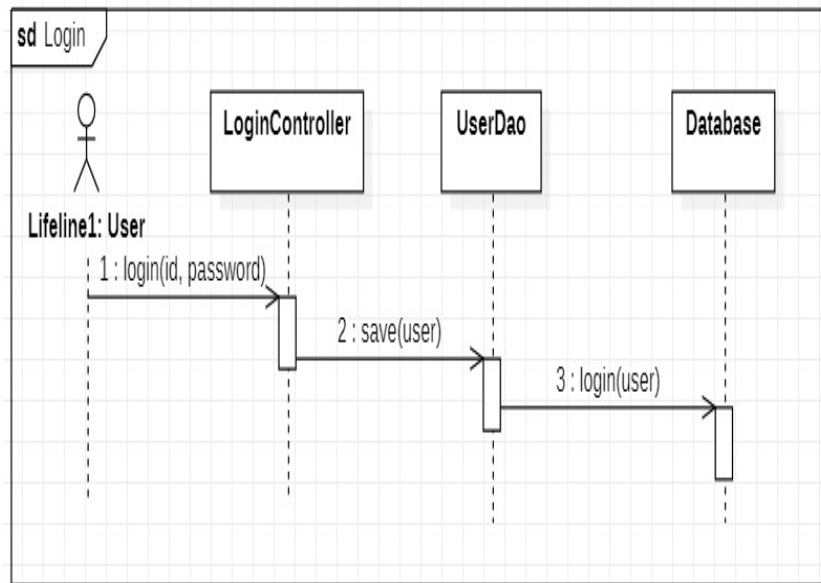 sd Login
LoginController
UserDao
Database
Lifeline1: User
1 : login(id, password)
2 : save(user)
3 : login(user)